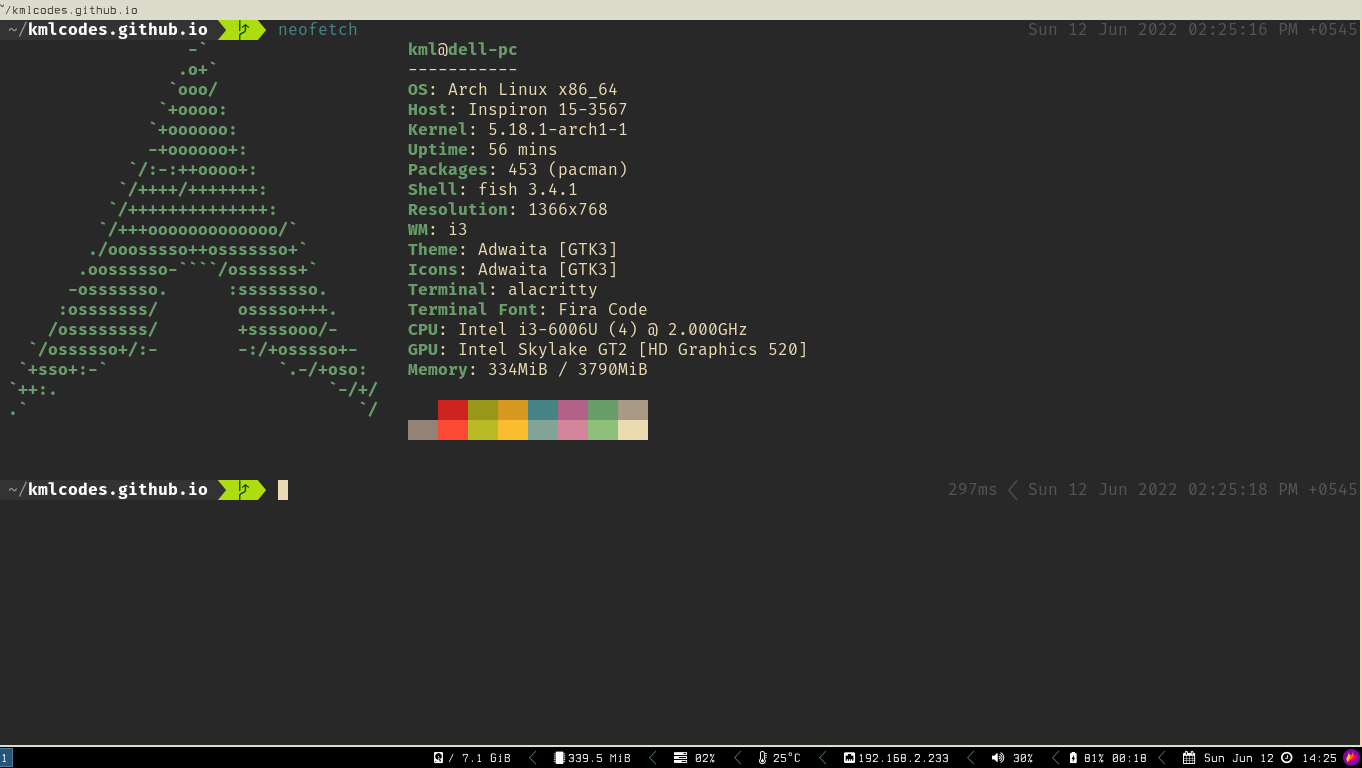 ~/kmlcodes.github.io
~/kmlcodes.github.io neofetch Sun 12 Jun 2022 02:25:16 PM +0545
                  -`                    kml@dell-pc
                 .o+`                   -----------
                `ooo/                   OS: Arch Linux x86_64
               `+oooo:                  Host: Inspiron 15-3567
              `+oooooo:                 Kernel: 5.18.1-arch1-1
              -+oooooo+:                Uptime: 56 mins
            `/:-:++oooo+:               Packages: 453 (pacman)
           `/++++/+++++++:              Shell: fish 3.4.1
          `/++++++++++++++:             Resolution: 1366x768
         `/+++ooooooooooooo/`           WM: i3
        ./ooosssso++osssssso+`          Theme: Adwaita [GTK3]
       .oossssso-````/ossssss+`         Icons: Adwaita [GTK3]
      -osssssso.      :ssssssso.        Terminal: alacritty
     :osssssss/        osssso+++.       Terminal Font: Fira Code
    /ossssssss/        +ssssooo/-       CPU: Intel i3-6006U (4) @ 2.000GHz
  `/ossssso+/:-        -:/+osssso+-     GPU: Intel Skylake GT2 [HD Graphics 520]
 `+sso+:-`                 `.-/+oso:    Memory: 334MiB / 3790MiB
`++:.                           `-/+/
.`                                 `/
~/kmlcodes.github.io 297ms Sun 12 Jun 2022 02:25:18 PM +0545
1 / 7.1 GiB 339.5 MiB 02% 25°C 192.168.2.233 30% 81% 00:18 Sun Jun 12 14:25